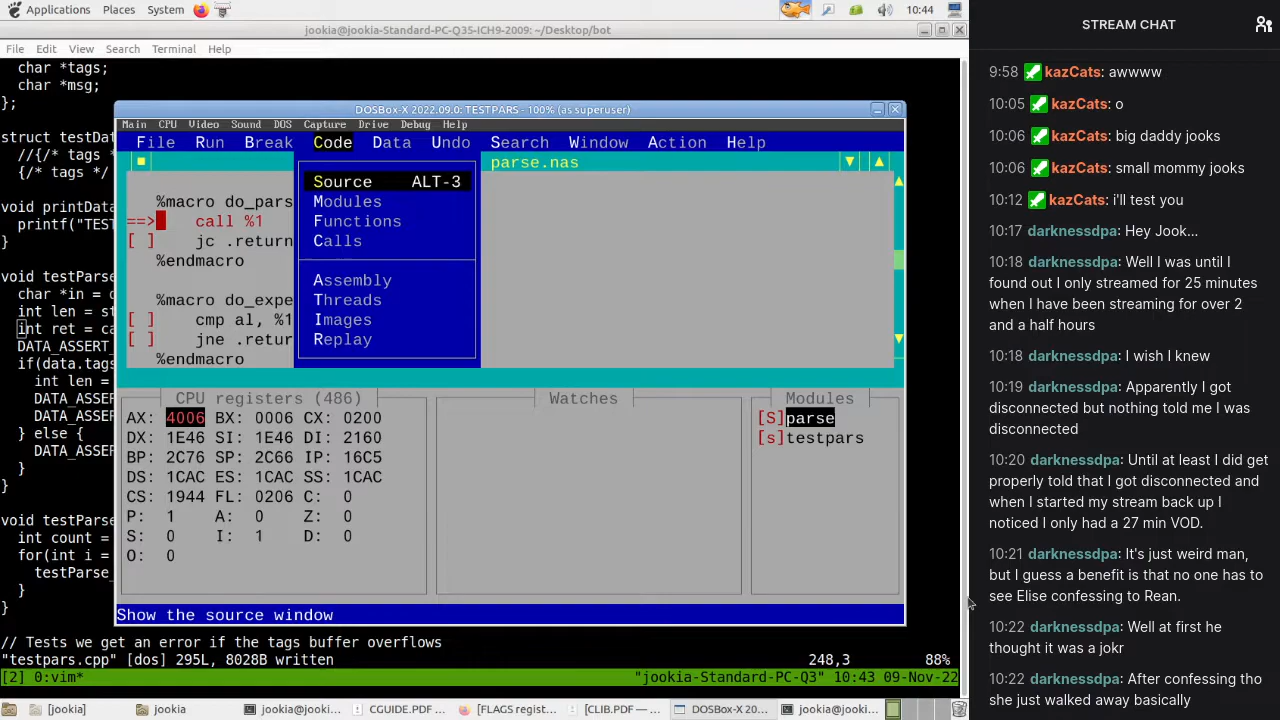 Applications Places System 10:44
jookia@jookia-Standard-PC-Q35-ICH9-2009: ~/Desktop/bot
File Edit View Search Terminal Help
char *tags;
char *msg;
};
struct testDat
//{/* tags *
{/* tags */
void printData
printf("TEST
}
void testParse
char *in = d
int len = st
int ret = ca
DATA_ASSERT_
if(data.tags
int len =
DATA_ASSER
DATA_ASSER
} else {
DATA_ASSER
}
}
void testParse
int count =
for(int i =
testParse_
}
}
// Tests we get an error if the tags buffer overflows
"testpars.cpp" [dos] 295L, 8028B written 248,3 88%
[2] 0:vim* "jookia-Standard-PC-Q3" 10:43 09-Nov-22
DOSBox-X 2022.09.0: TESTPARS - 100% (as superuser)
Main CPU Video Sound DOS Capture Drive Debug Help
File Run Break Code Data Undo Search Window Action Help
parse.nas
Source ALT-3
Modules
Functions
Calls
Assembly
Threads
Images
Replay
%macro do_pars
==> call %1
[ ] jc .return
%endmacro
%macro do_expe
[ ] cmp al, %1
[ ] jne .retur
%endmacro
CPU registers (486)
AX: 4006 BX: 0006 CX: 0200
DX: 1E46 SI: 1E46 DI: 2160
BP: 2C76 SP: 2C66 IP: 16C5
DS: 1CAC ES: 1CAC SS: 1CAC
CS: 1944 FL: 0206 C: 0
P: 1 A: 0 Z: 0
S: 0 I: 1 D: 0
O: 0
Watches
Modules
[S]parse
[s]testpars
Show the source window
[jookia] jookia jookia@jookia... CGUIDE.PDF ... [FLAGS regist... [CLIB.PDF —... DOSBox-X 20... jookia@jookia...
STREAM CHAT
9:58 kazCats: awwww
10:05 kazCats: o
10:06 kazCats: big daddy jooks
10:06 kazCats: small mommy jooks
10:12 kazCats: i'll test you
10:17 darknessdpa: Hey Jook...
10:18 darknessdpa: Well I was until I
found out I only streamed for 25 minutes
when I have been streaming for over 2
and a half hours
10:18 darknessdpa: I wish I knew
10:19 darknessdpa: Apparently I got
disconnected but nothing told me I was
disconnected
10:20 darknessdpa: Until at least I did get
properly told that I got disconnected and
when I started my stream back up I
noticed I only had a 27 min VOD.
10:21 darknessdpa: It's just weird man,
but I guess a benefit is that no one has to
see Elise confessing to Rean.
10:22 darknessdpa: Well at first he
thought it was a jokr
10:22 darknessdpa: After confessing tho
she just walked away basically